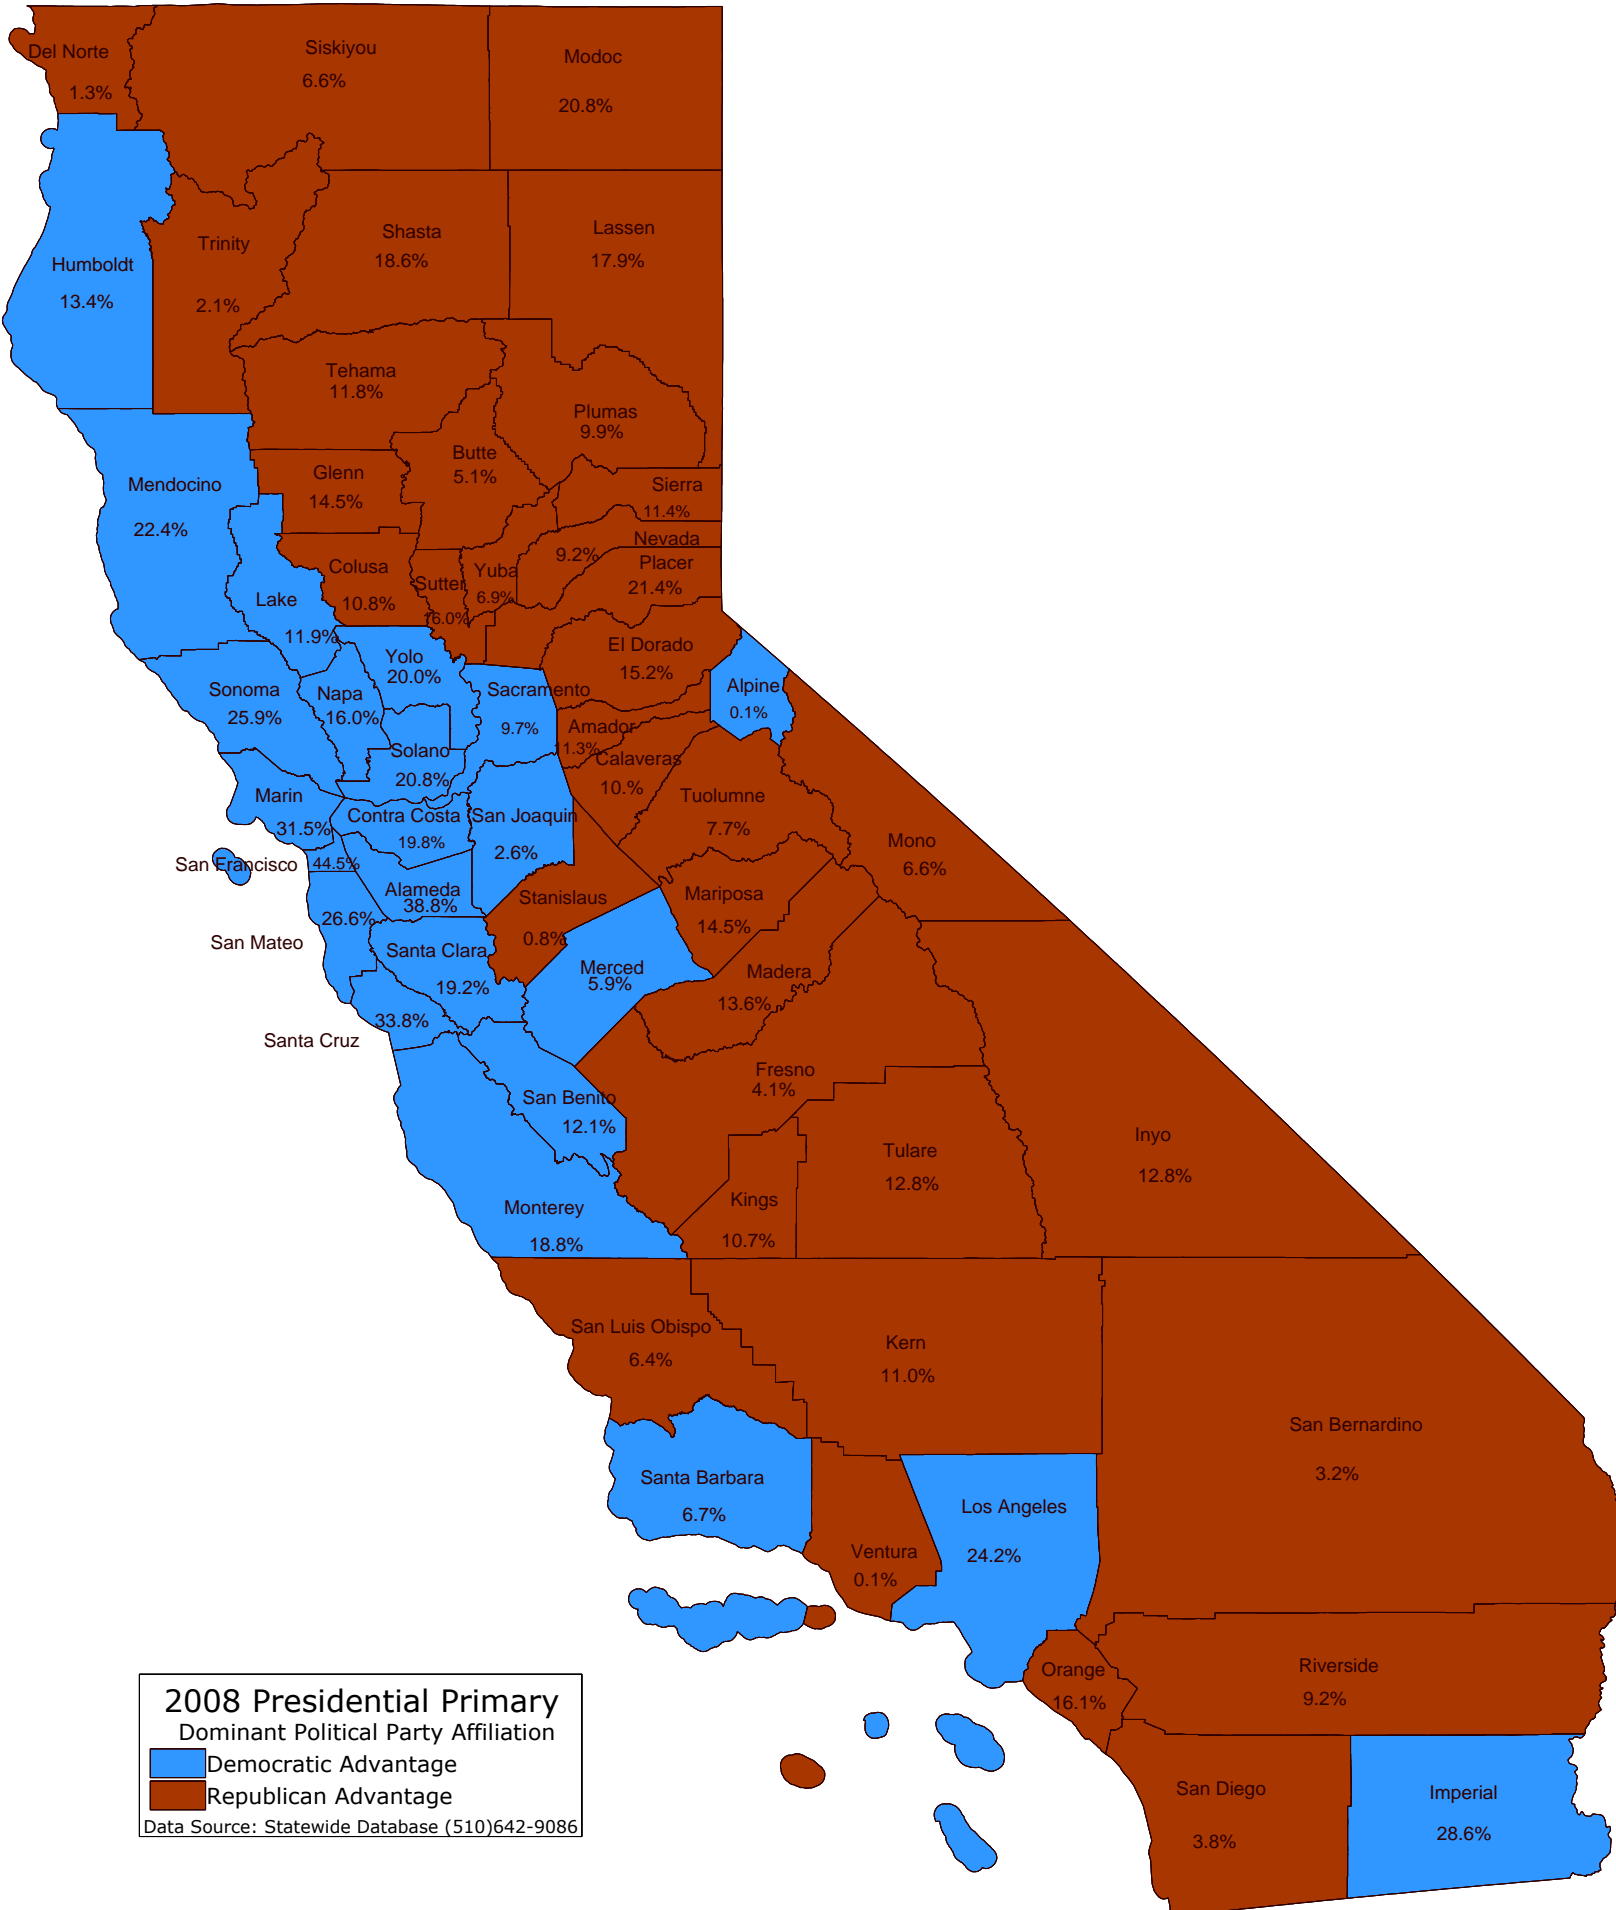 Del Norte
1.3%
Siskiyou
6.6%
Modoc
20.8%
Humboldt
13.4%
Trinity
2.1%
Shasta
18.6%
Lassen
17.9%
Tehama
11.8%
Plumas
9.9%
Butte
5.1%
Glenn
14.5%
Mendocino
22.4%
Sierra
11.4%
Nevada
9.2%
Placer
21.4%
Colusa
10.8%
Sutter
16.0%
Yuba
6.9%
Lake
11.9%
El Dorado
15.2%
Yolo
20.0%
Sonoma
25.9%
Napa
16.0%
Sacramento
9.7%
Alpine
0.1%
Amador
11.3%
Solano
20.8%
Calaveras
10.%
Marin
31.5%
Contra Costa
19.8%
San Joaquin
2.6%
Tuolumne
7.7%
Mono
6.6%
San Francisco
44.5%
Alameda
38.8%
Stanislaus
0.8%
Mariposa
14.5%
San Mateo
26.6%
Santa Clara
19.2%
Merced
5.9%
Madera
13.6%
Santa Cruz
33.8%
San Benito
12.1%
Fresno
4.1%
Tulare
12.8%
Inyo
12.8%
Monterey
18.8%
Kings
10.7%
San Luis Obispo
6.4%
Kern
11.0%
San Bernardino
3.2%
Santa Barbara
6.7%
Ventura
0.1%
Los Angeles
24.2%
Orange
16.1%
Riverside
9.2%
San Diego
3.8%
Imperial
28.6%
2008 Presidential Primary
Dominant Political Party Affiliation
Democratic Advantage
Republican Advantage
Data Source: Statewide Database (510)642-9086